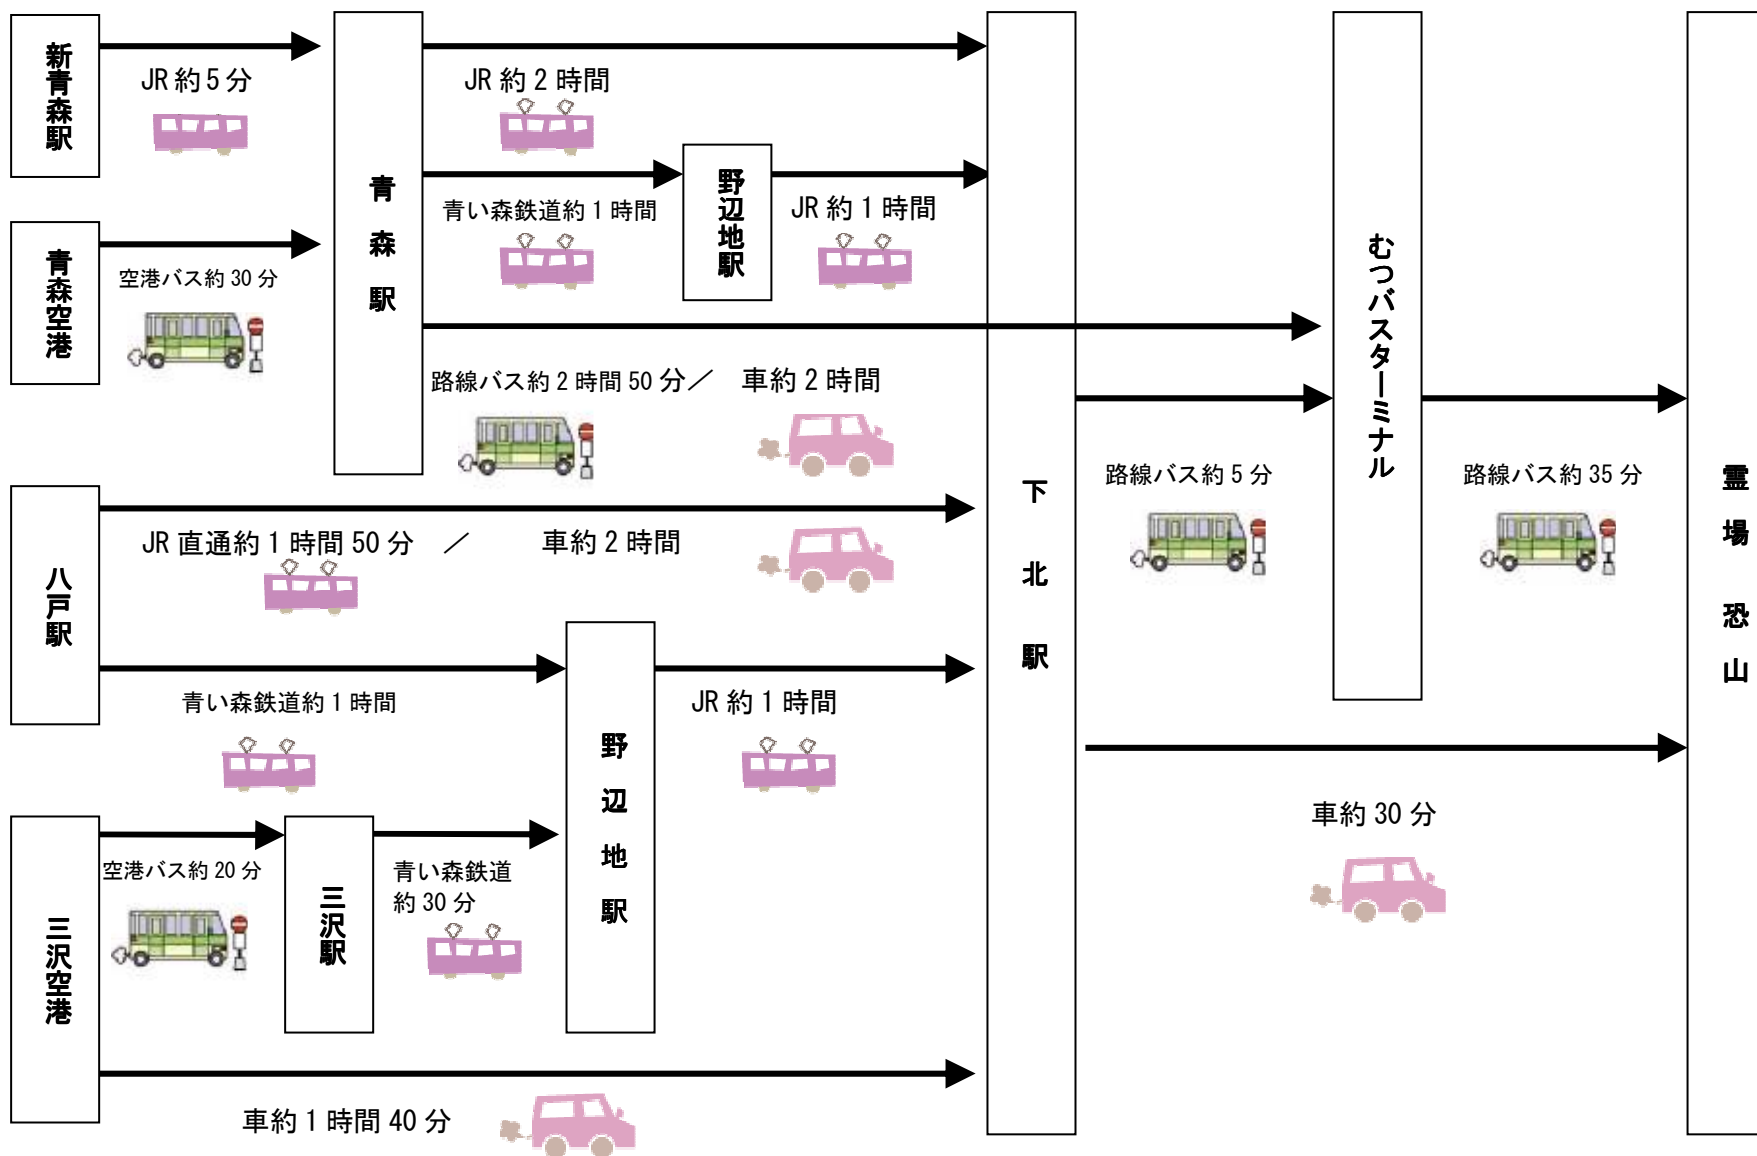 新青森駅
JR約5分
青森駅
JR約2時間
青い森鉄道約1時間
野辺地駅
JR約1時間
青森空港
空港バス約30分
路線バス約2時間50分／　車約2時間
八戸駅
JR直通約1時間50分　／　車約2時間
青い森鉄道約1時間
野辺地駅
JR約1時間
三沢空港
空港バス約20分
三沢駅
青い森鉄道
約30分
車約1時間40分
下北駅
路線バス約5分
むつバスターミナル
路線バス約35分
車約30分
霊場恐山